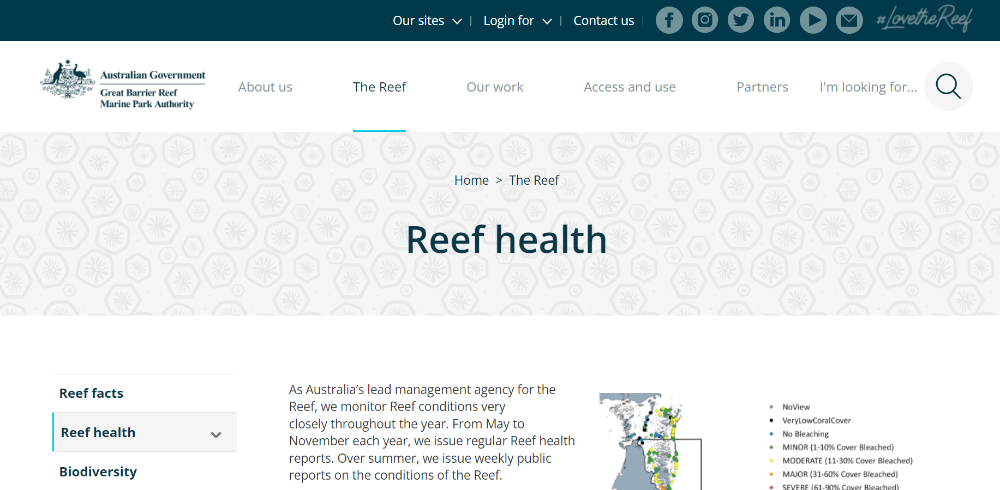 Our sites
Login for
Contact us
#LovetheReef
Australian Government
Great Barrier Reef
Marine Park Authority
About us
The Reef
Our work
Access and use
Partners
I'm looking for...
Home > The Reef
Reef health
Reef facts
Reef health
Biodiversity
As Australia’s lead management agency for the
Reef, we monitor Reef conditions very
closely throughout the year. From May to
November each year, we issue regular Reef health
reports. Over summer, we issue weekly public
reports on the conditions of the Reef.
NoView
VeryLowCoralCover
No Bleaching
MINOR (1-10% Cover Bleached)
MODERATE (11-30% Cover Bleached)
MAJOR (31-60% Cover Bleached)
SEVERE (61-90% Cover Bleached)